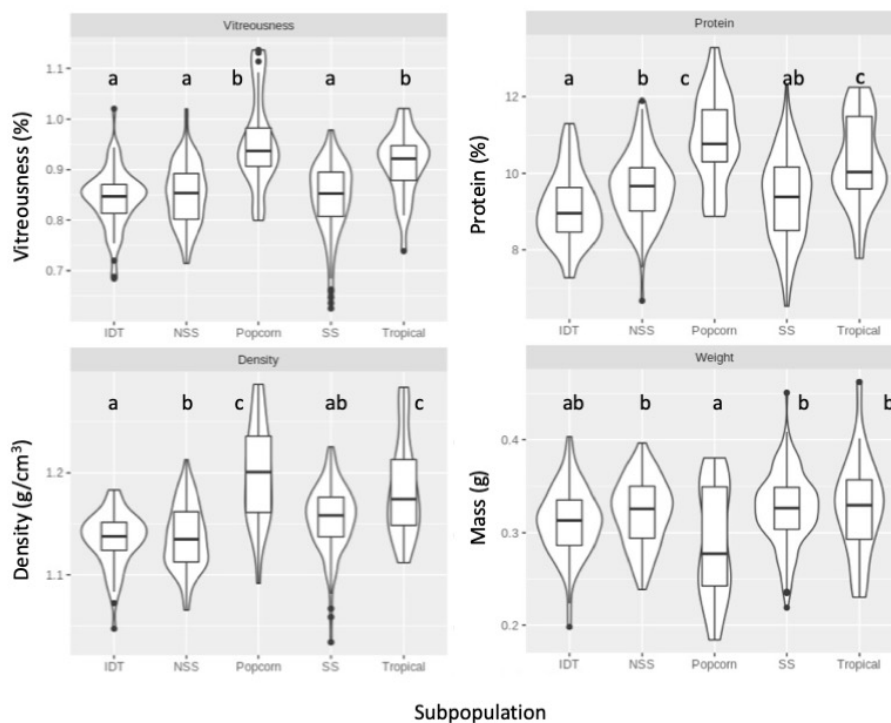 Vitreousness
Vitreousness (%)
1.1
1.0
0.9
0.8
0.7
a a b a b
IDT NSS Popcorn SS Tropical
Protein
Protein (%)
12
10
8
a b c ab c
IDT NSS Popcorn SS Tropical
Density
Density (g/cm³)
1.2
1.1
a b c ab c
IDT NSS Popcorn SS Tropical
Weight
Mass (g)
0.4
0.3
0.2
ab b a b b
IDT NSS Popcorn SS Tropical
Subpopulation